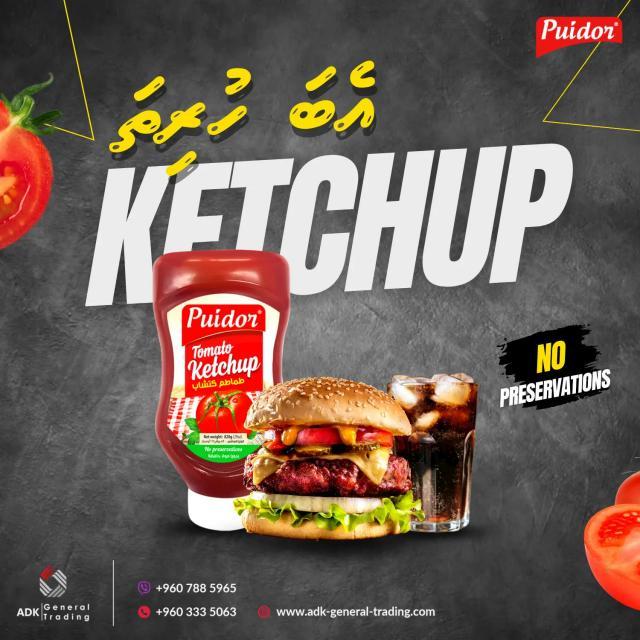 Puidor®
އެބަ ހުރިތަ
KETCHUP
Puidor®
Tomato
Ketchup
طماطم كتشاب
No preservatives
NO
PRESERVATIONS
ADK General
Trading
+960 788 5965
+960 333 5063
www.adk-general-trading.com